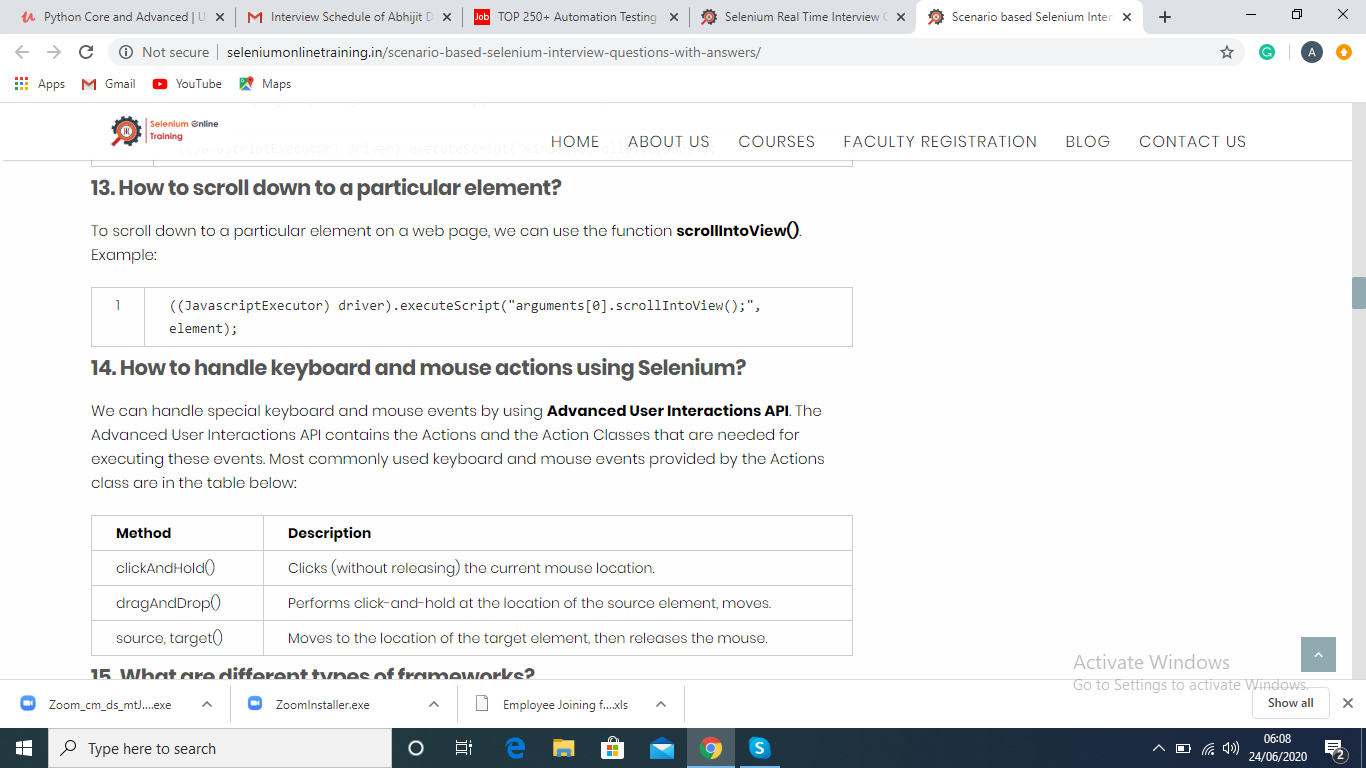 Python Core and Advanced | U
Interview Schedule of Abhijit D
Job TOP 250+ Automation Testing
Selenium Real Time Interview Q
Scenario based Selenium Inter
Not secure | seleniumonlinetraining.in/scenario-based-selenium-interview-questions-with-answers/
A
Apps Gmail YouTube Maps
Selenium Online
Training
HOME ABOUT US COURSES FACULTY REGISTRATION BLOG CONTACT US
13. How to scroll down to a particular element?
To scroll down to a particular element on a web page, we can use the function scrollIntoView().
Example:
1 ((JavascriptExecutor) driver).executeScript("arguments[0].scrollIntoView();",
element);
14. How to handle keyboard and mouse actions using Selenium?
We can handle special keyboard and mouse events by using Advanced User Interactions API. The
Advanced User Interactions API contains the Actions and the Action Classes that are needed for
executing these events. Most commonly used keyboard and mouse events provided by the Actions
class are in the table below:
Method Description
clickAndHold() Clicks (without releasing) the current mouse location.
dragAndDrop() Performs click-and-hold at the location of the source element, moves.
source, target() Moves to the location of the target element, then releases the mouse.
15. What are different types of frameworks?
Activate Windows
Go to Settings to activate Windows.
Zoom_cm_ds_mtJ....exe
ZoomInstaller.exe
Employee Joining f....xls
Show all
Type here to search
06:08
24/06/2020
2